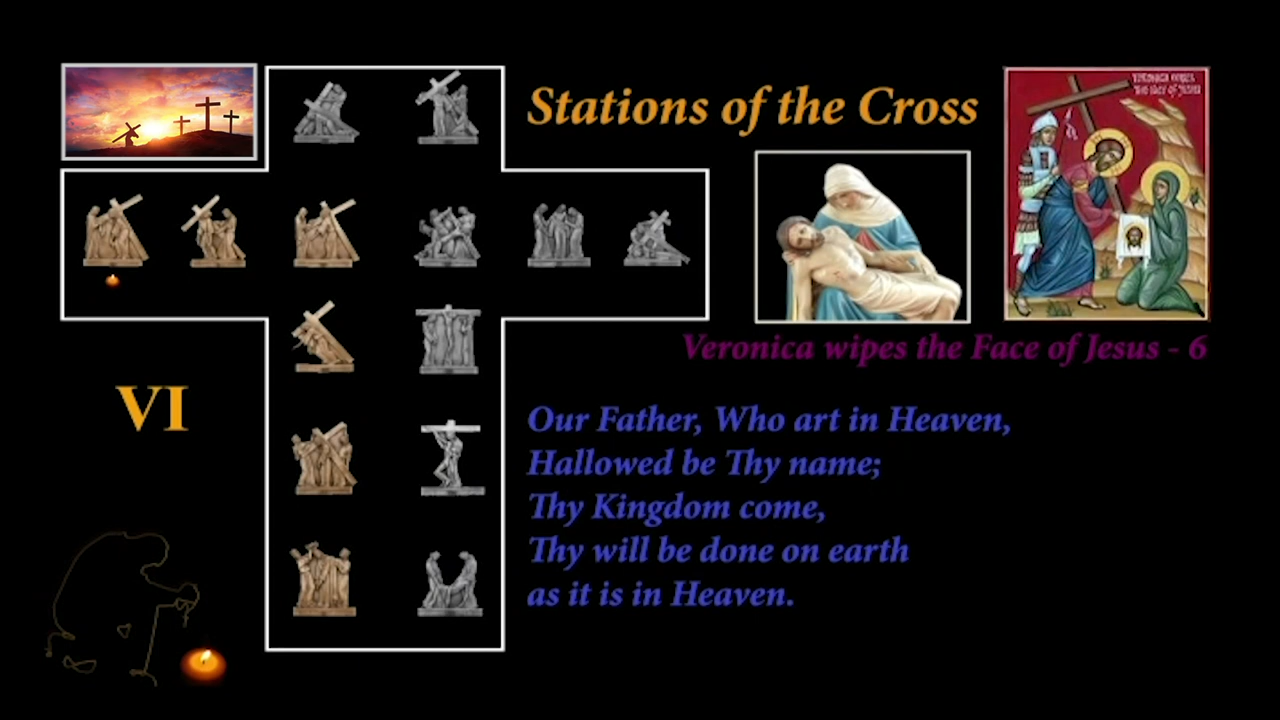 Stations of the Cross
VERONICA WIPES
THE FACE OF JESUS
Veronica wipes the Face of Jesus - 6
VI
Our Father, Who art in Heaven,
Hallowed be Thy name;
Thy Kingdom come,
Thy will be done on earth
as it is in Heaven.